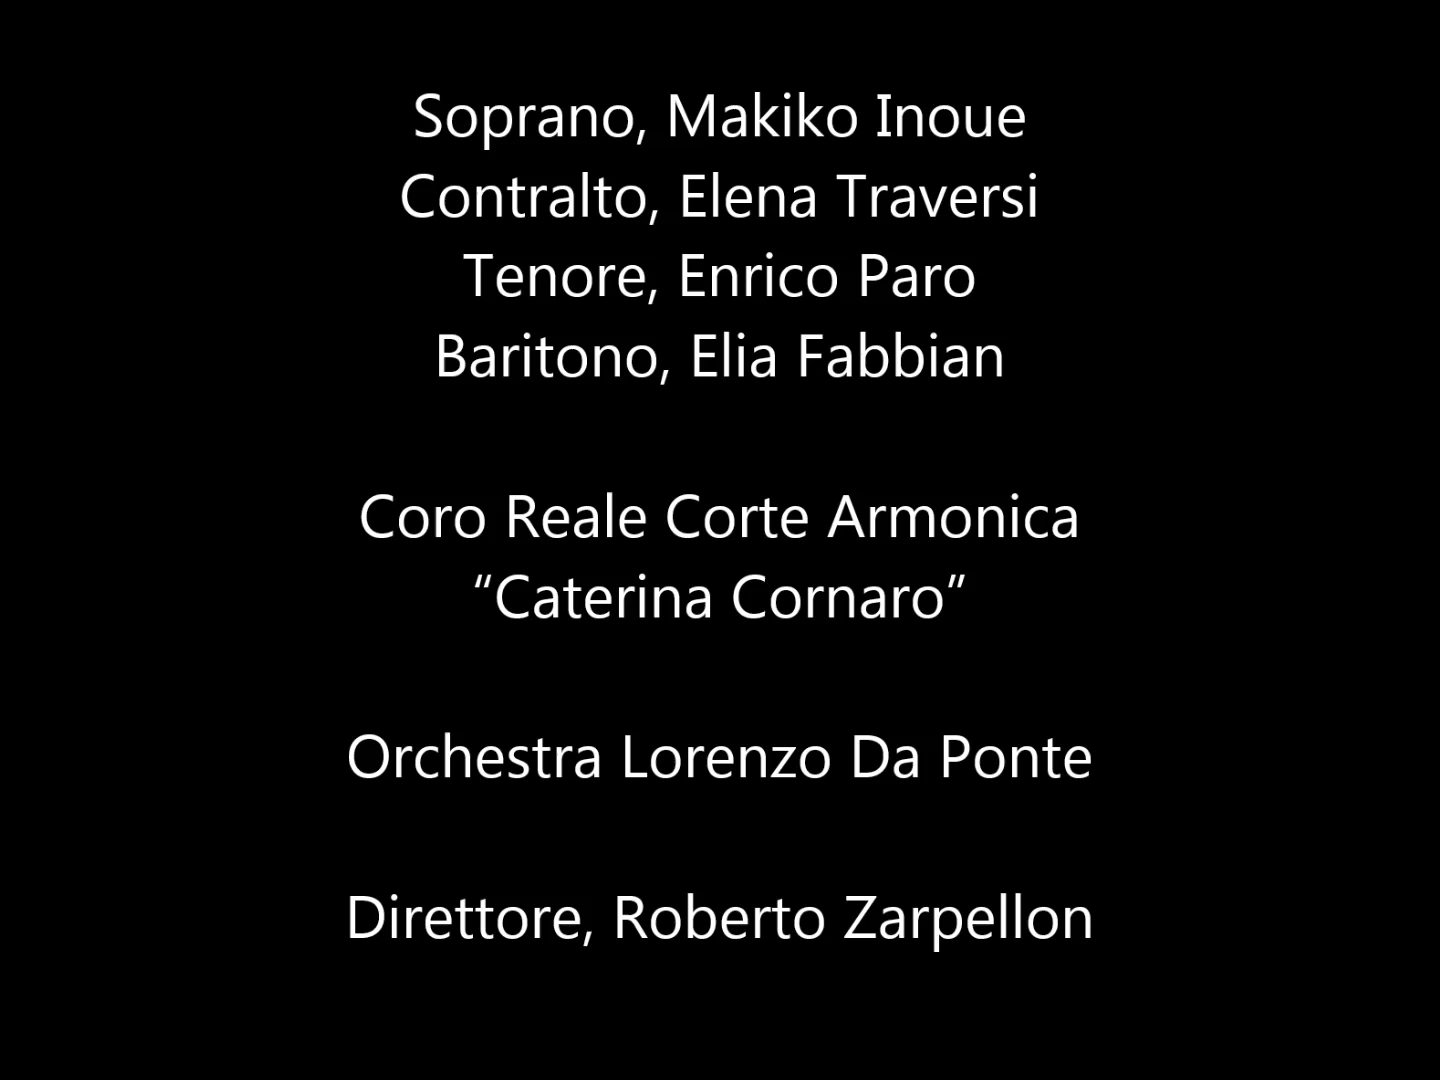 Soprano, Makiko Inoue
Contralto, Elena Traversi
Tenore, Enrico Paro
Baritono, Elia Fabbian
Coro Reale Corte Armonica
“Caterina Cornaro”
Orchestra Lorenzo Da Ponte
Direttore, Roberto Zarpellon